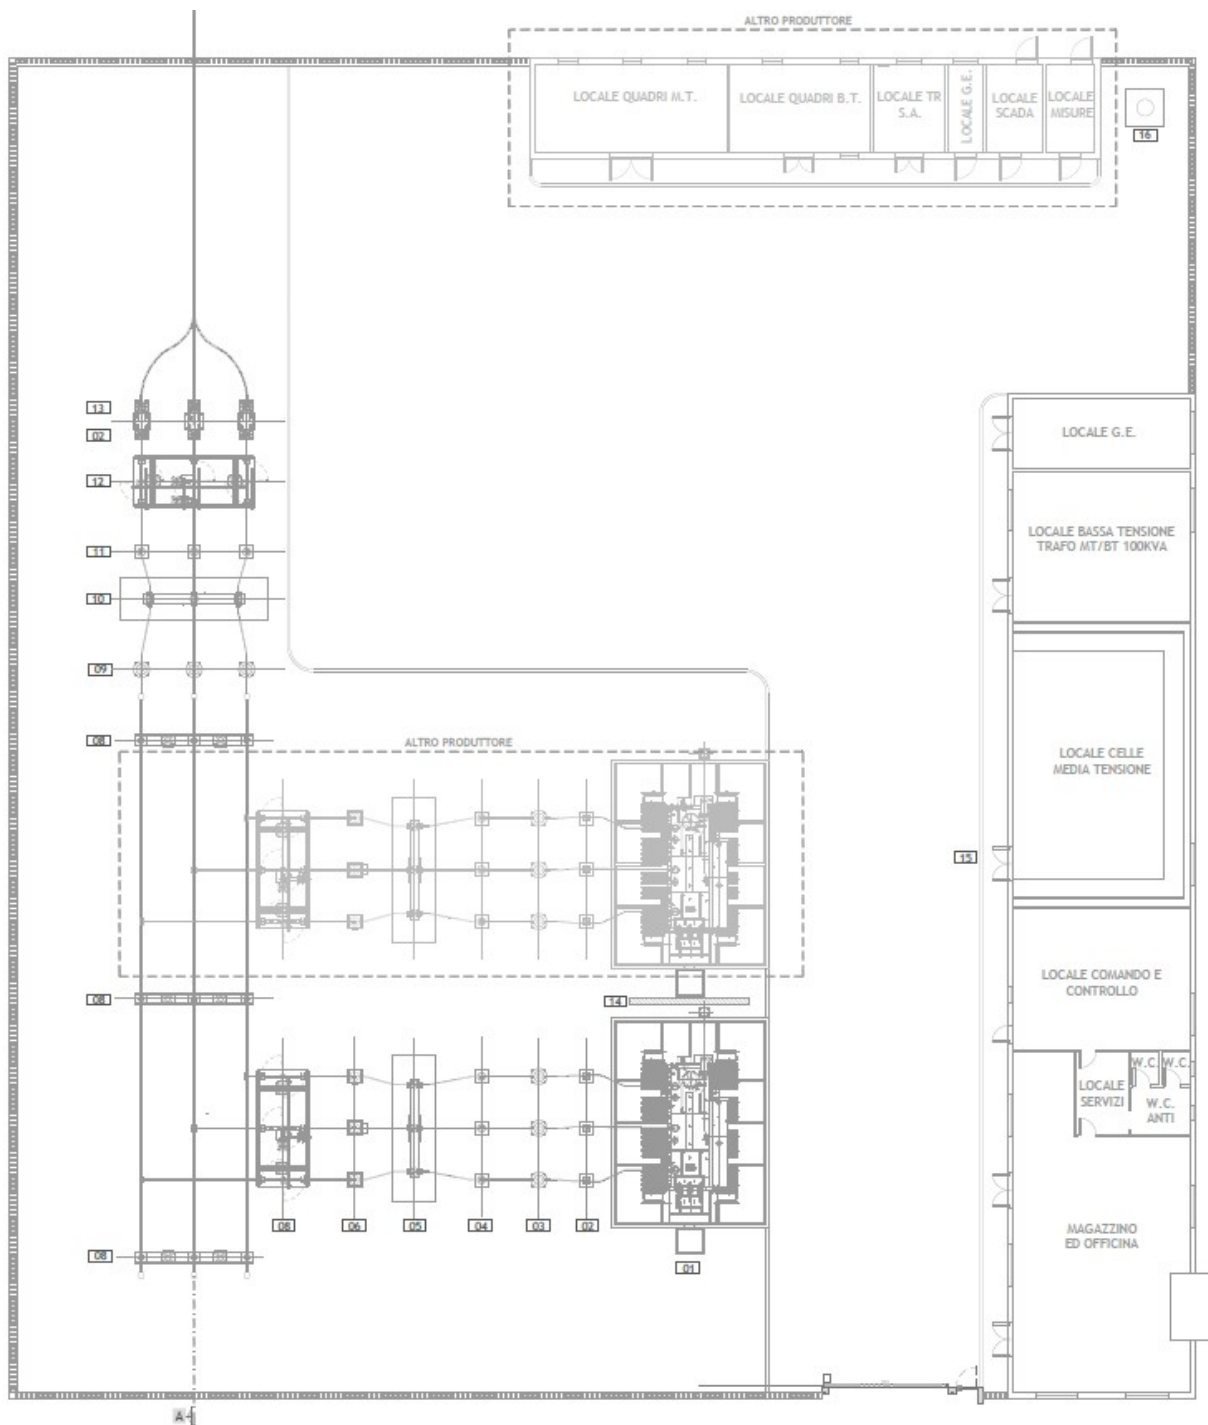 ALTRO PRODUTTORE
LOCALE QUADRI M.T.
LOCALE QUADRI B.T.
LOCALE TR
S.A.
LOCALE G.E.
LOCALE
SCADA
LOCALE
MISURE
16
13
02
12
11
10
09
08
LOCALE G.E.
LOCALE BASSA TENSIONE
TRAFO MT/BT 100KVA
LOCALE CELLE
MEDIA TENSIONE
ALTRO PRODUTTORE
15
08
14
LOCALE COMANDO E
CONTROLLO
W.C.
W.C.
LOCALE
SERVIZI
W.C.
ANTI
08
06
05
04
03
02
08
01
MAGAZZINO
ED OFFICINA
A